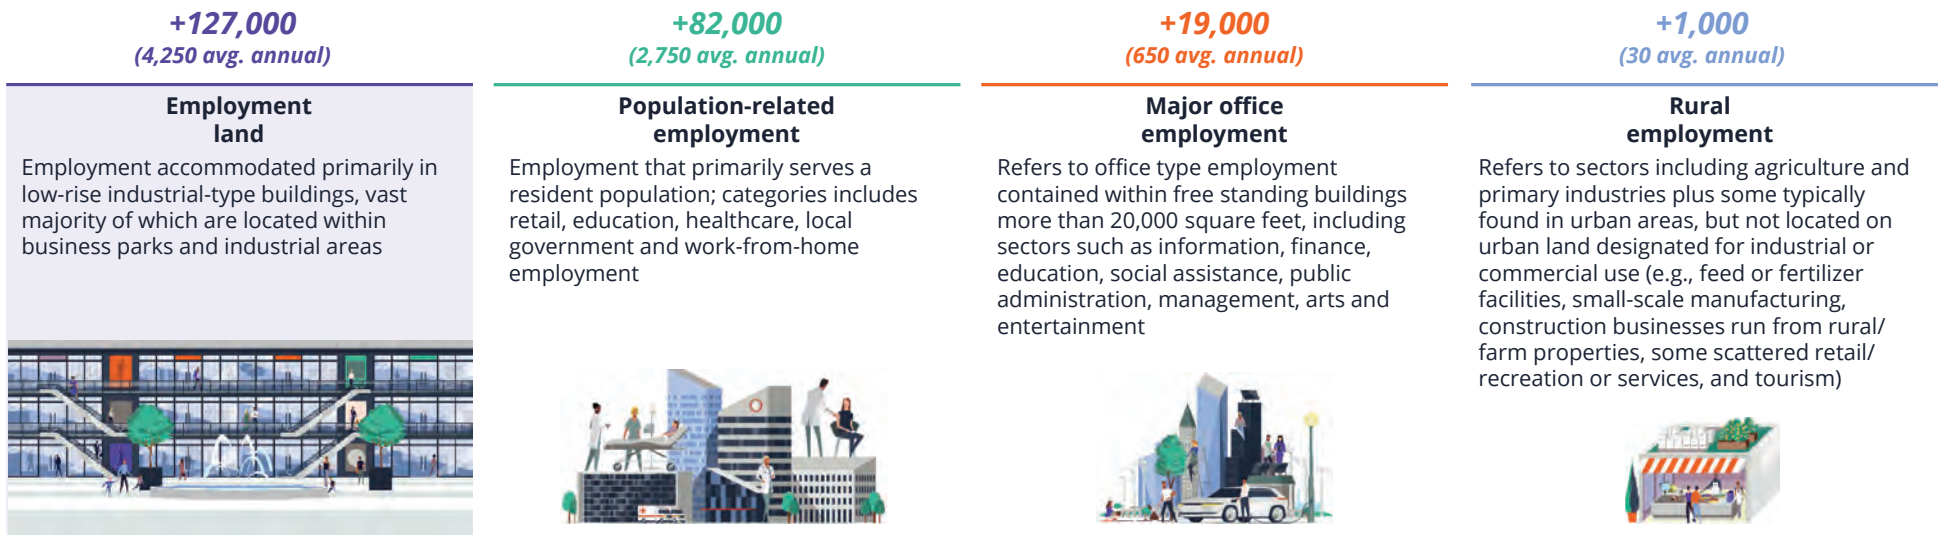 +127,000
(4,250 avg. annual)
Employment
land
Employment accommodated primarily in
low-rise industrial-type buildings, vast
majority of which are located within
business parks and industrial areas
+82,000
(2,750 avg. annual)
Population-related
employment
Employment that primarily serves a
resident population; categories includes
retail, education, healthcare, local
government and work-from-home
employment
+19,000
(650 avg. annual)
Major office
employment
Refers to office type employment
contained within free standing buildings
more than 20,000 square feet, including
sectors such as information, finance,
education, social assistance, public
administration, management, arts and
entertainment
+1,000
(30 avg. annual)
Rural
employment
Refers to sectors including agriculture and
primary industries plus some typically
found in urban areas, but not located on
urban land designated for industrial or
commercial use (e.g., feed or fertilizer
facilities, small-scale manufacturing,
construction businesses run from rural/
farm properties, some scattered retail/
recreation or services, and tourism)